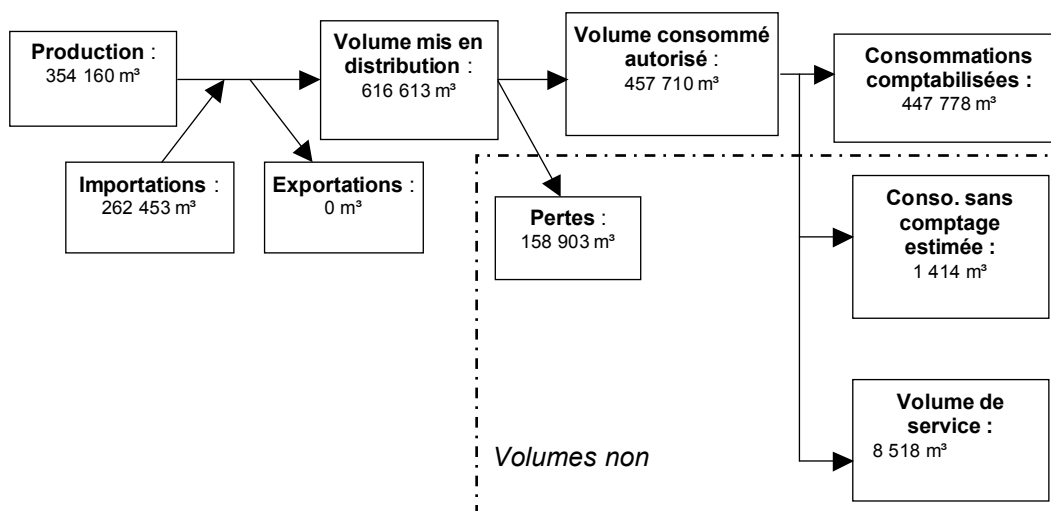 Production :
354 160 m³
Volume mis en
distribution :
616 613 m³
Volume consommé
autorisé :
457 710 m³
Consommations
comptabilisées :
447 778 m³
Importations :
262 453 m³
Exportations :
0 m³
Pertes :
158 903 m³
Conso. sans
comptage
estimée :
1 414 m³
Volume de
service :
8 518 m³
Volumes non